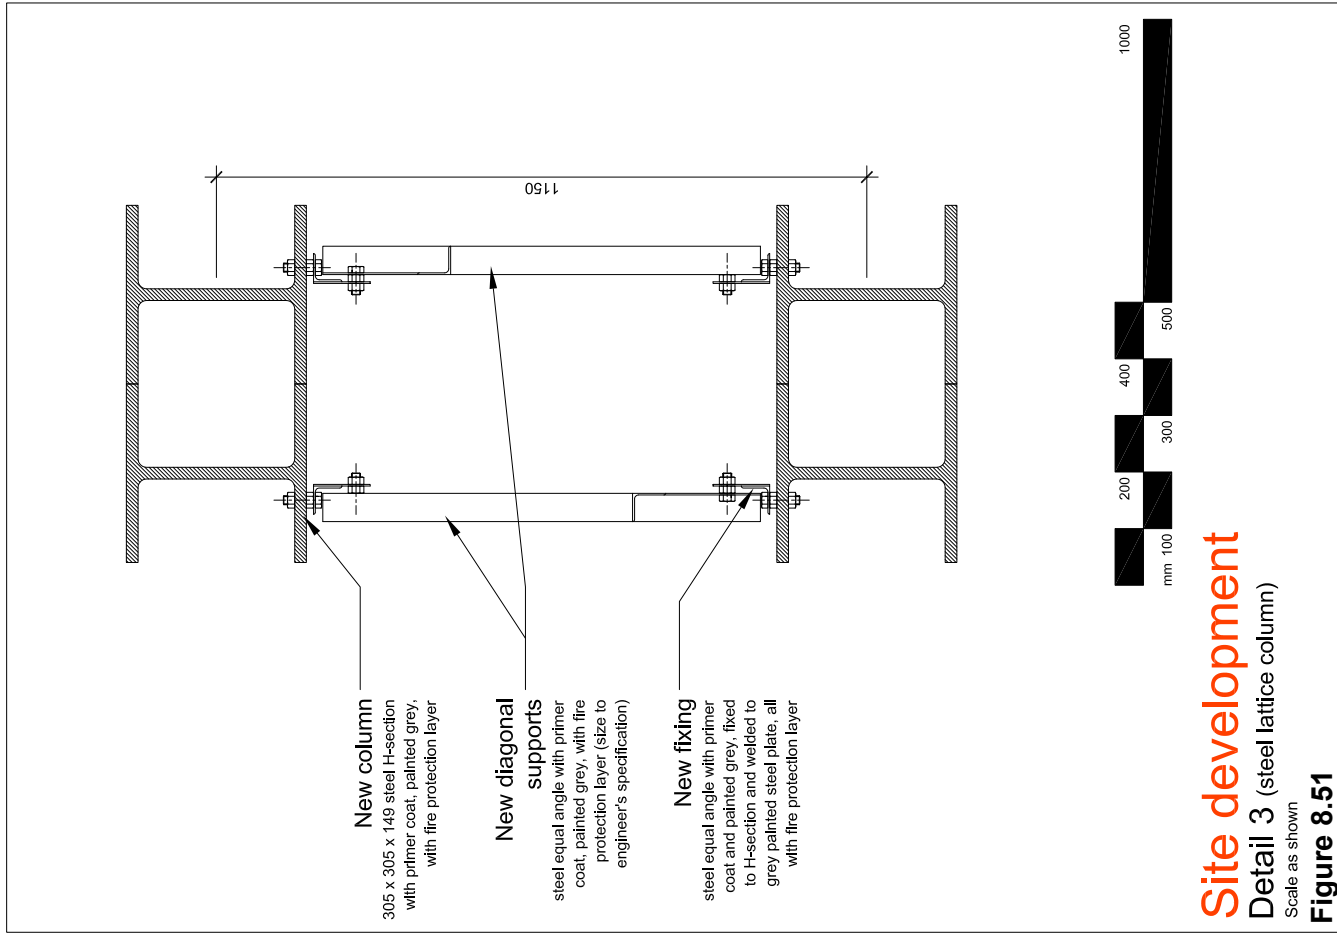 New column
305 x 305 x 149 steel H-section
with primer coat, painted grey,
with fire protection layer
New diagonal
supports
steel equal angle with primer
coat, painted grey, with fire
protection layer (size to
engineer's specification)
New fixing
steel equal angle with primer
coat and painted grey, fixed
to H-section and welded to
grey painted steel plate, all
with fire protection layer
1150
mm 100
200
300
400
500
1000
Site development
Detail 3 (steel lattice column)
Scale as shown
Figure 8.51